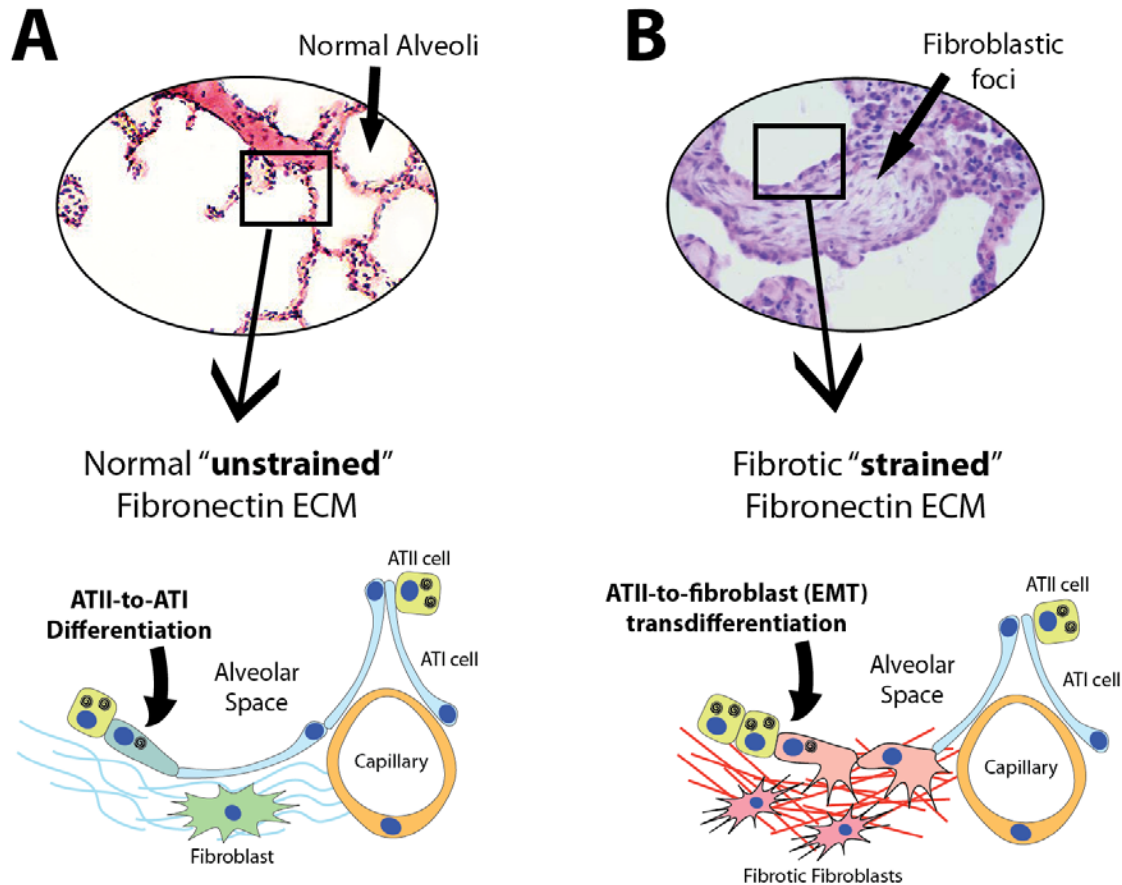 A
Normal Alveoli
Normal “unstrained”
Fibronectin ECM
ATII cell
ATII-to-ATI
Differentiation
Alveolar
Space
ATI cell
Capillary
Fibroblast
B
Fibroblastic
foci
Fibrotic “strained”
Fibronectin ECM
ATII cell
ATII-to-fibroblast (EMT)
transdifferentiation
Alveolar
Space
ATI cell
Capillary
Fibrotic Fibroblasts